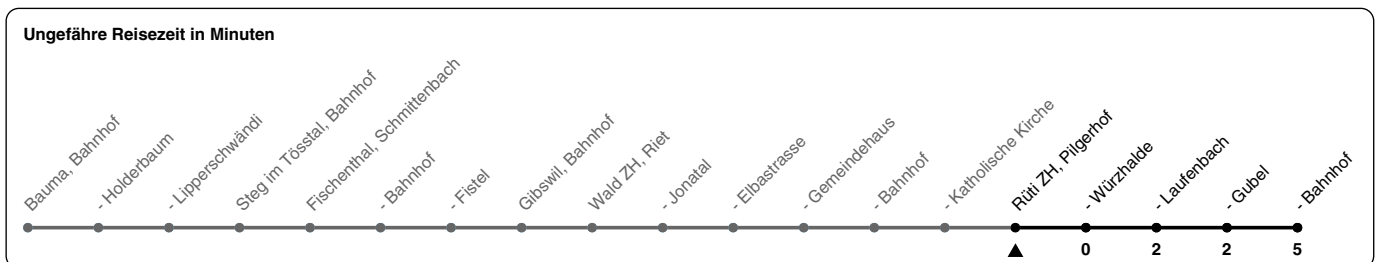 Ungefähre Reisezeit in Minuten
Bauma, Bahnhof
- Holderbaum
- Lipperschwändi
Steg im Tösstal, Bahnhof
Fischenthal, Schmittenbach
- Bahnhof
- Fistel
Gibswil, Bahnhof
Wald ZH, Riet
- Jonatal
- Elbastrasse
- Gemeindehaus
- Bahnhof
- Katholische Kirche
Rüti ZH, Pilgerhof
- Würzhalde
- Laufenbach
- Gubel
- Bahnhof
0 2 2 5